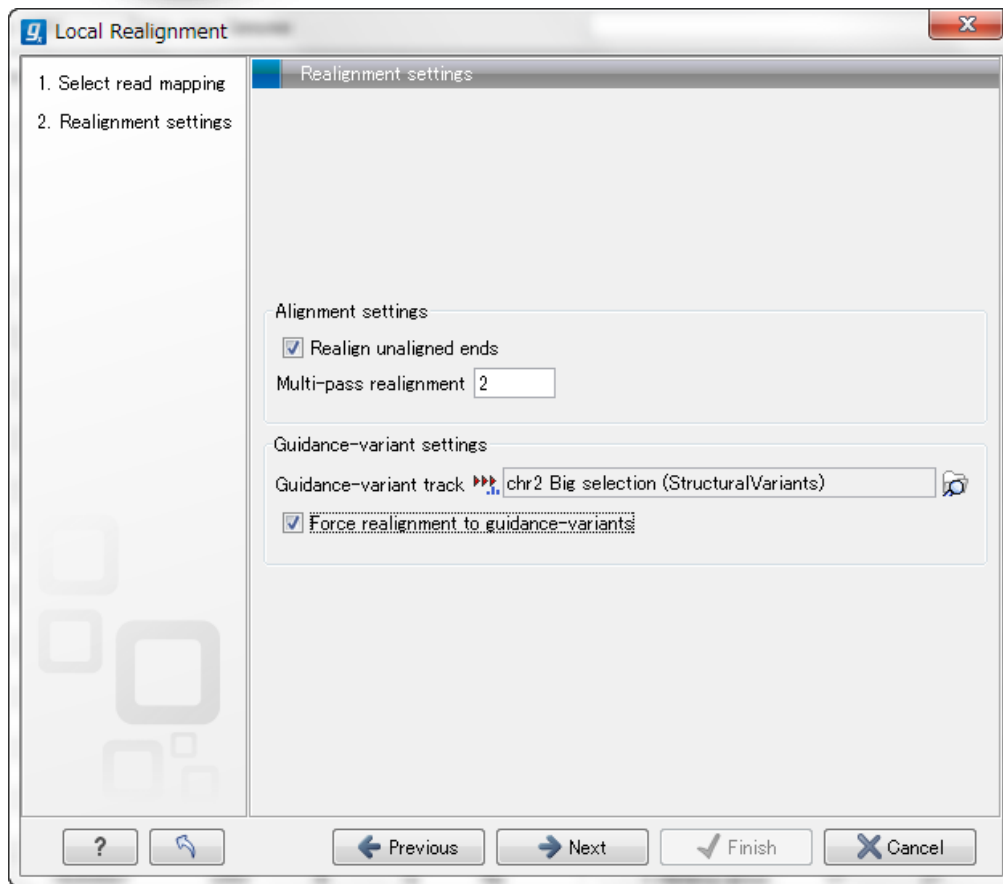 Local Realignment
1. Select read mapping
2. Realignment settings
Realignment settings
Alignment settings
Realign unaligned ends
Multi-pass realignment 2
Guidance-variant settings
Guidance-variant track chr2 Big selection (StructuralVariants)
Force realignment to guidance-variants
? Previous Next Finish Cancel